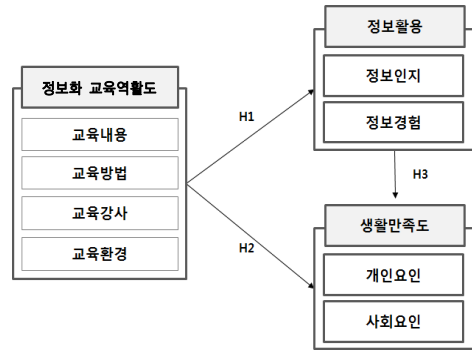 정보화 교육역활도
교육내용
교육방법
교육강사
교육환경
H1
H2
정보활용
정보인지
정보경험
H3
생활만족도
개인요인
사회요인